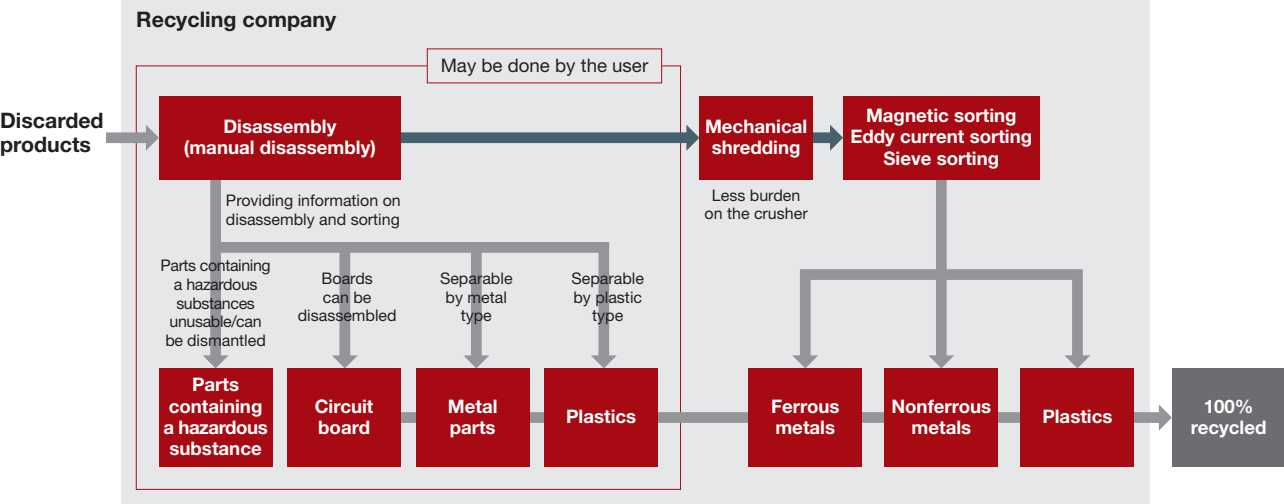 Recycling company
May be done by the user
Discarded
products
Disassembly
(manual disassembly)
Mechanical
shredding
Magnetic sorting
Eddy current sorting
Sieve sorting
Providing information on
disassembly and sorting
Less burden
on the crusher
Parts containing
a hazardous
substances
unusable/can
be dismantled
Boards
can be
disassembled
Separable
by metal
type
Separable
by plastic
type
Parts
containing
a hazardous
substance
Circuit
board
Metal
parts
Plastics
Ferrous
metals
Nonferrous
metals
Plastics
100%
recycled